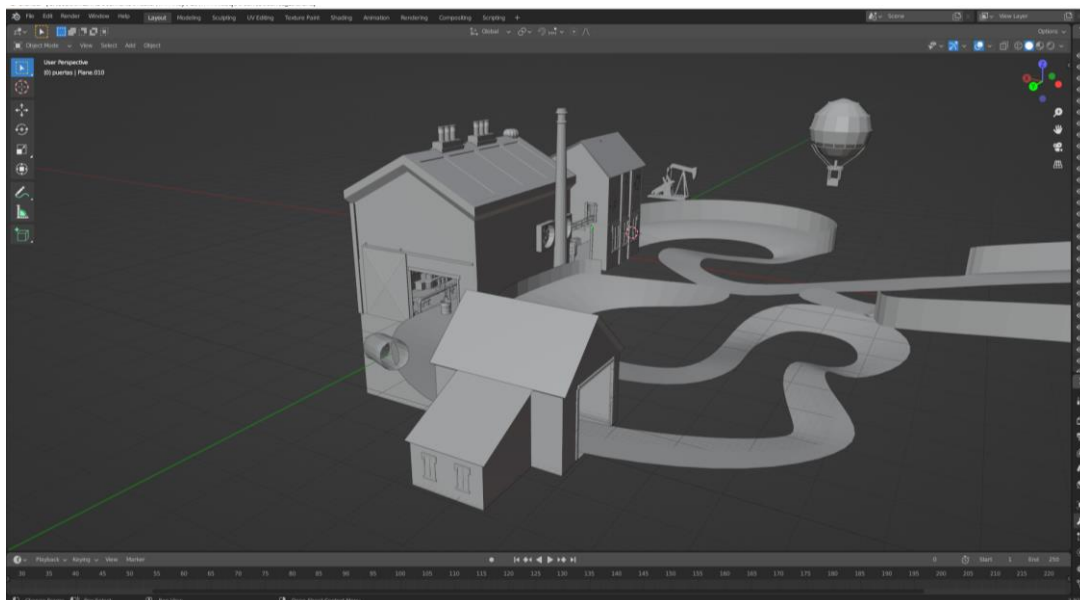 File Edit Render Window Help Layout Modeling Sculpting UV Editing Texture Paint Shading Animation Rendering Compositing Scripting + Scene View Layer
Global Options
Object Mode View Select Add Object
User Perspective
(0) puertas | Plane.010
Playback Keying View Marker 0 Start 1 End 250
30 35 40 45 50 55 60 65 70 75 80 85 90 95 100 105 110 115 120 125 130 135 140 145 150 155 160 165 170 175 180 185 190 195 200 205 210 215 220